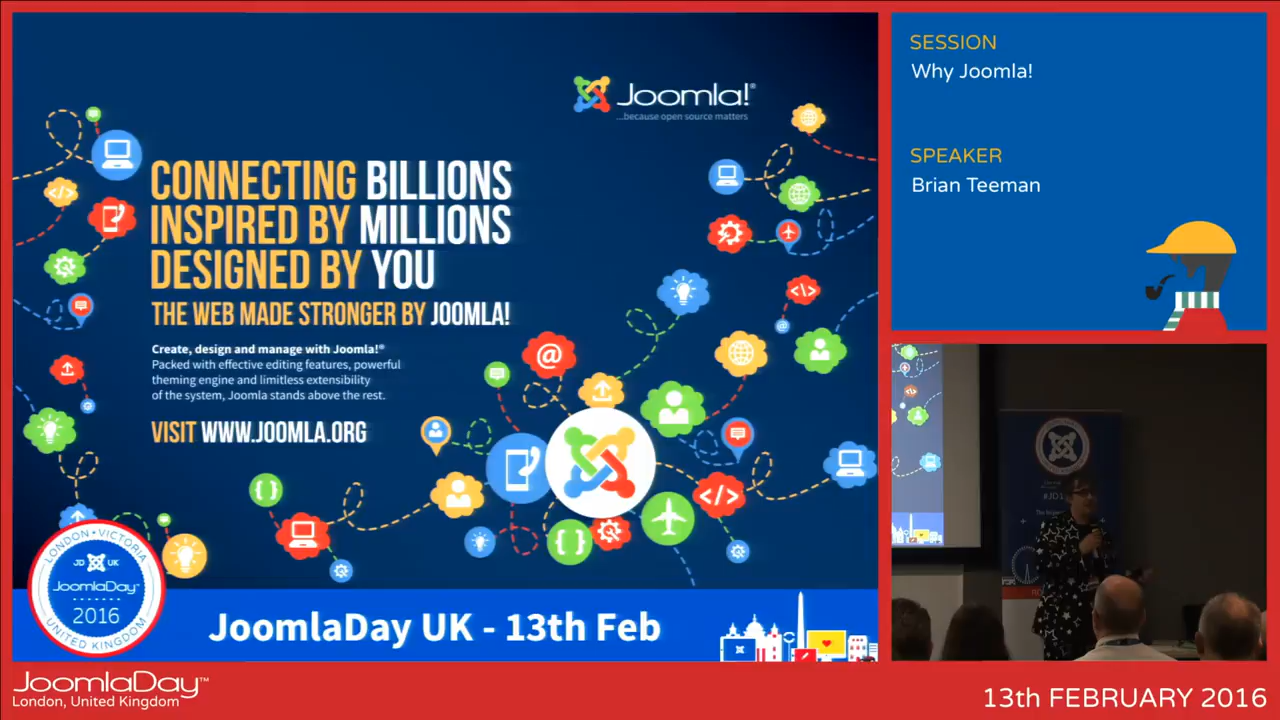 Joomla!®
...because open source matters
CONNECTING BILLIONS
INSPIRED BY MILLIONS
DESIGNED BY YOU
THE WEB MADE STRONGER BY JOOMLA!
Create, design and manage with Joomla!®
Packed with effective editing features, powerful
theming engine and limitless extensibility
of the system, Joomla stands above the rest.
VISIT WWW.JOOMLA.ORG
LONDON • VICTORIA
JD UK
JoomlaDay™
2016
UNITED KINGDOM
JoomlaDay UK - 13th Feb
SESSION
Why Joomla!
SPEAKER
Brian Teeman
#JD1
JoomlaDay™
London, United Kingdom
13th FEBRUARY 2016